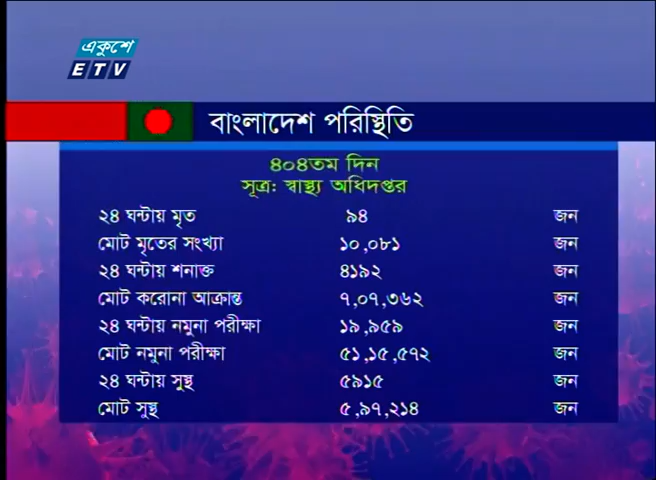 একুশে
ETV
বাংলাদেশ পরিস্থিতি
৪০৪তম দিন
সূত্র: স্বাস্থ্য অধিদপ্তর
২৪ ঘন্টায় মৃত ৯৪ জন
মোট মৃতের সংখ্যা ১০,০৮১ জন
২৪ ঘন্টায় শনাক্ত ৪১৯২ জন
মোট করোনা আক্রান্ত ৭,০৭,৩৬২ জন
২৪ ঘন্টায় নমুনা পরীক্ষা ১৯,৯৫৯ জন
মোট নমুনা পরীক্ষা ৫১,১৫,৫৭২ জন
২৪ ঘন্টায় সুস্থ ৫৯১৫ জন
মোট সুস্থ ৫,৯৭,২১৪ জন